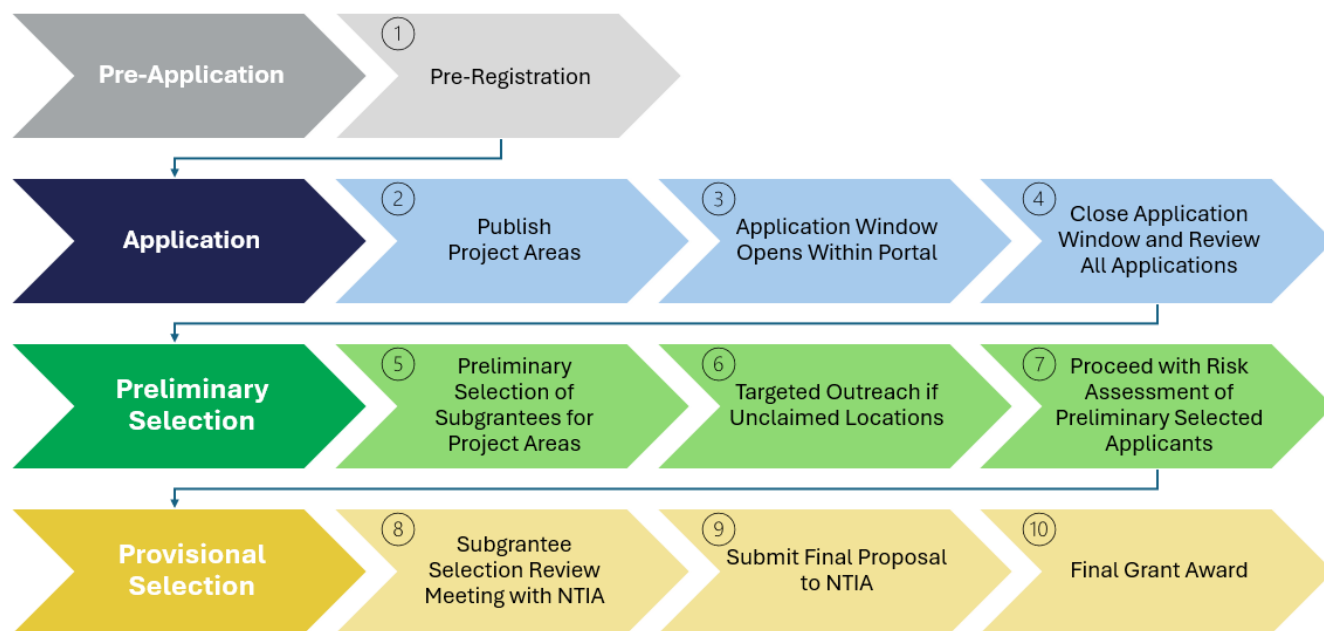 Pre-Application
1
Pre-Registration
Application
2
Publish
Project Areas
3
Application Window
Opens Within Portal
4
Close Application
Window and Review
All Applications
Preliminary
Selection
5
Preliminary
Selection of
Subgrantees for
Project Areas
6
Targeted Outreach if
Unclaimed Locations
7
Proceed with Risk
Assessment of
Preliminary Selected
Applicants
Provisional
Selection
8
Subgrantee
Selection Review
Meeting with NTIA
9
Submit Final Proposal
to NTIA
10
Final Grant Award